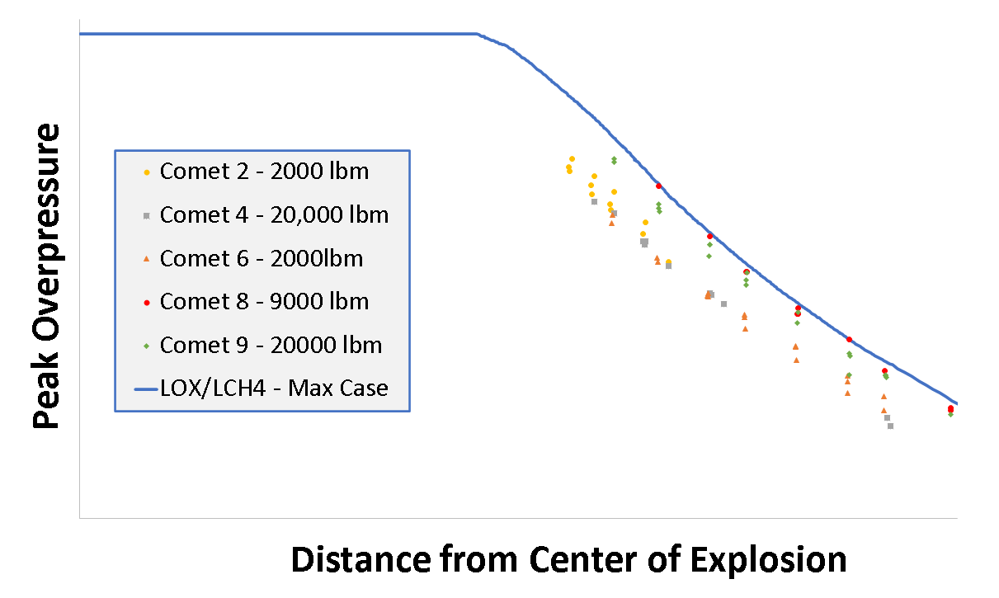 Peak Overpressure
Comet 2 - 2000 lbm
Comet 4 - 20,000 lbm
Comet 6 - 2000lbm
Comet 8 - 9000 lbm
Comet 9 - 20000 lbm
LOX/LCH4 - Max Case
Distance from Center of Explosion